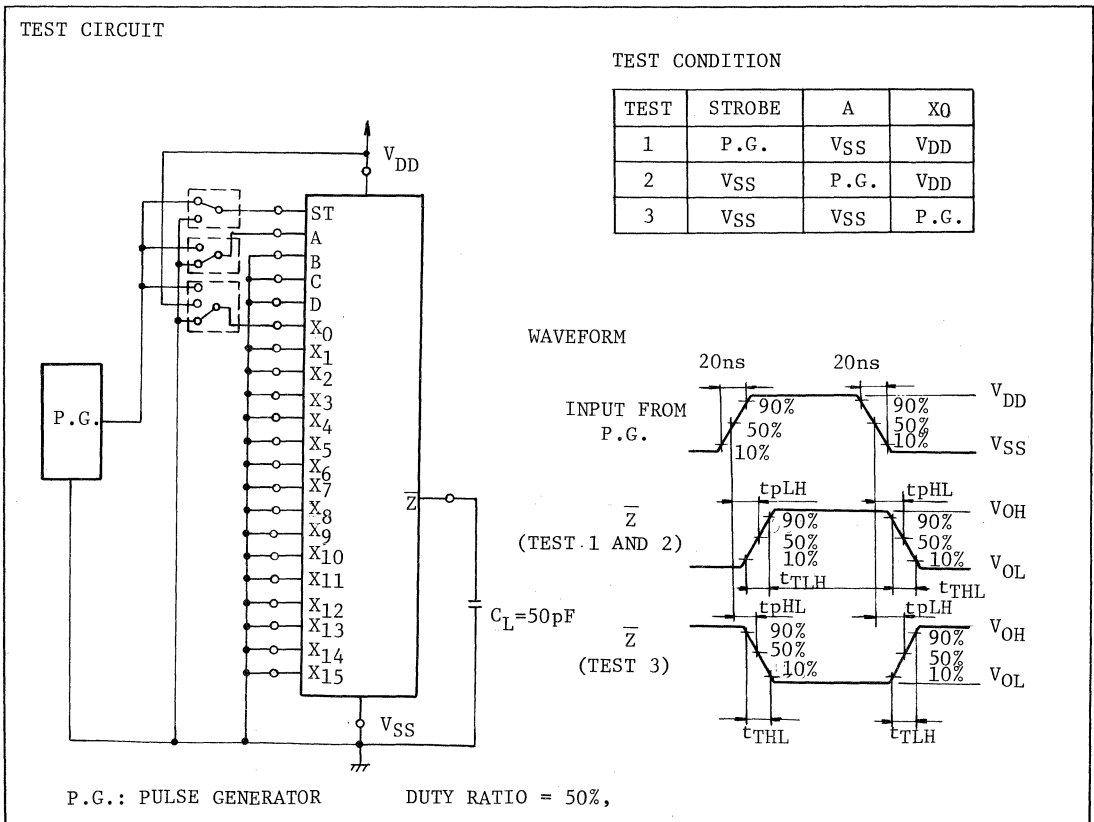 TEST CIRCUIT
TEST CONDITION
TEST STROBE A X0
1 P.G. VSS VDD
2 VSS P.G. VDD
3 VSS VSS P.G.
VDD
ST
A
B
C
D
X0
X1
X2
X3
X4
X5
X6
X7
X8
X9
X10
X11
X12
X13
X14
X15
P.G.
Z̅
CL=50pF
VSS
WAVEFORM
20ns 20ns
INPUT FROM
P.G.
90% 90% VDD
50% 50%
10% 10% VSS
tpLH tpHL
Z̅
(TEST 1 AND 2)
90% 90% VOH
50% 50%
10% 10% VOL
tTLH tTHL
tpHL tpLH
Z̅
(TEST 3)
90% 90% VOH
50% 50%
10% 10% VOL
tTHL tTLH
P.G.: PULSE GENERATOR DUTY RATIO = 50%,